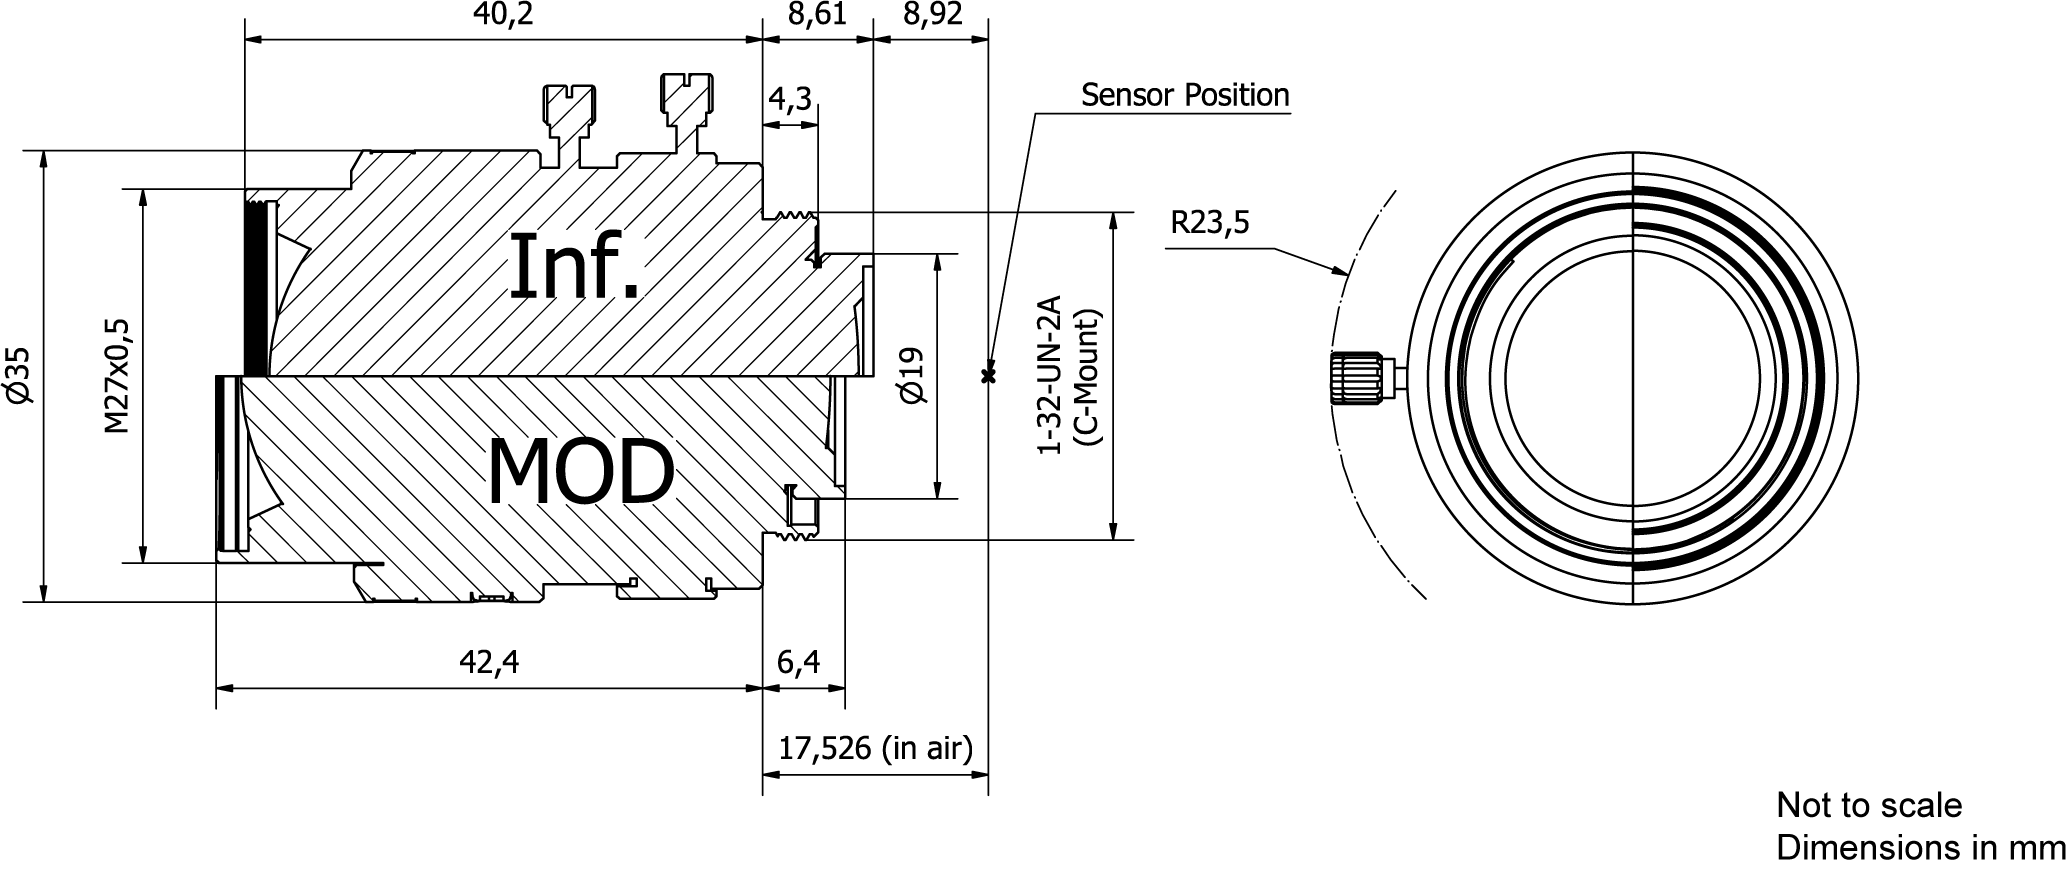 40,2
8,61
8,92
4,3
Sensor Position
Inf.
R23,5
M27x0,5
Ø35
Ø19
1-32-UN-2A
(C-Mount)
MOD
42,4
6,4
17,526 (in air)
Not to scale
Dimensions in mm